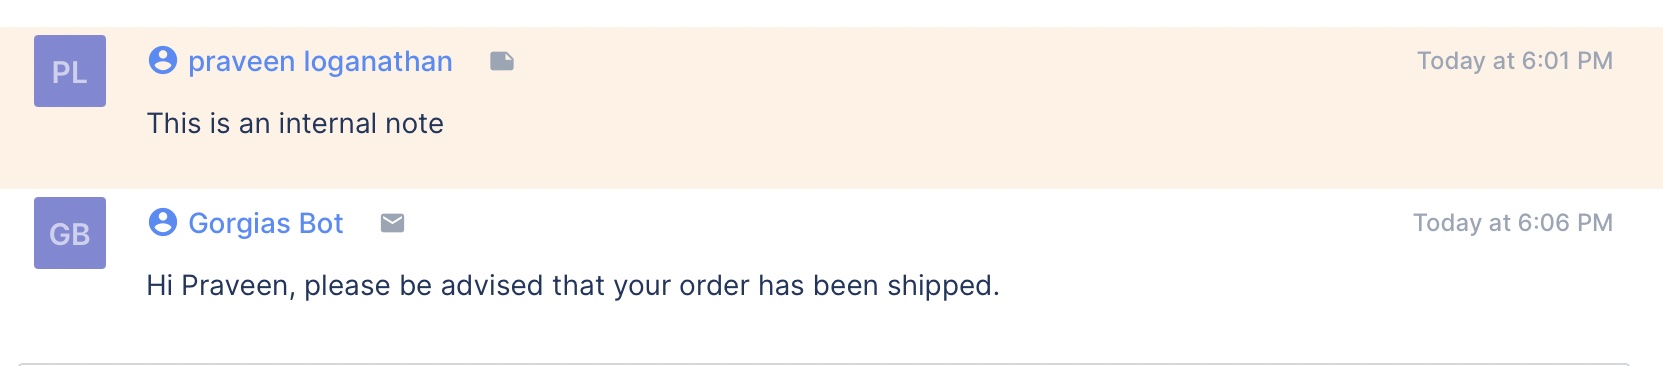 PL
praveen loganathan
Today at 6:01 PM
This is an internal note
GB
Gorgias Bot
Today at 6:06 PM
Hi Praveen, please be advised that your order has been shipped.